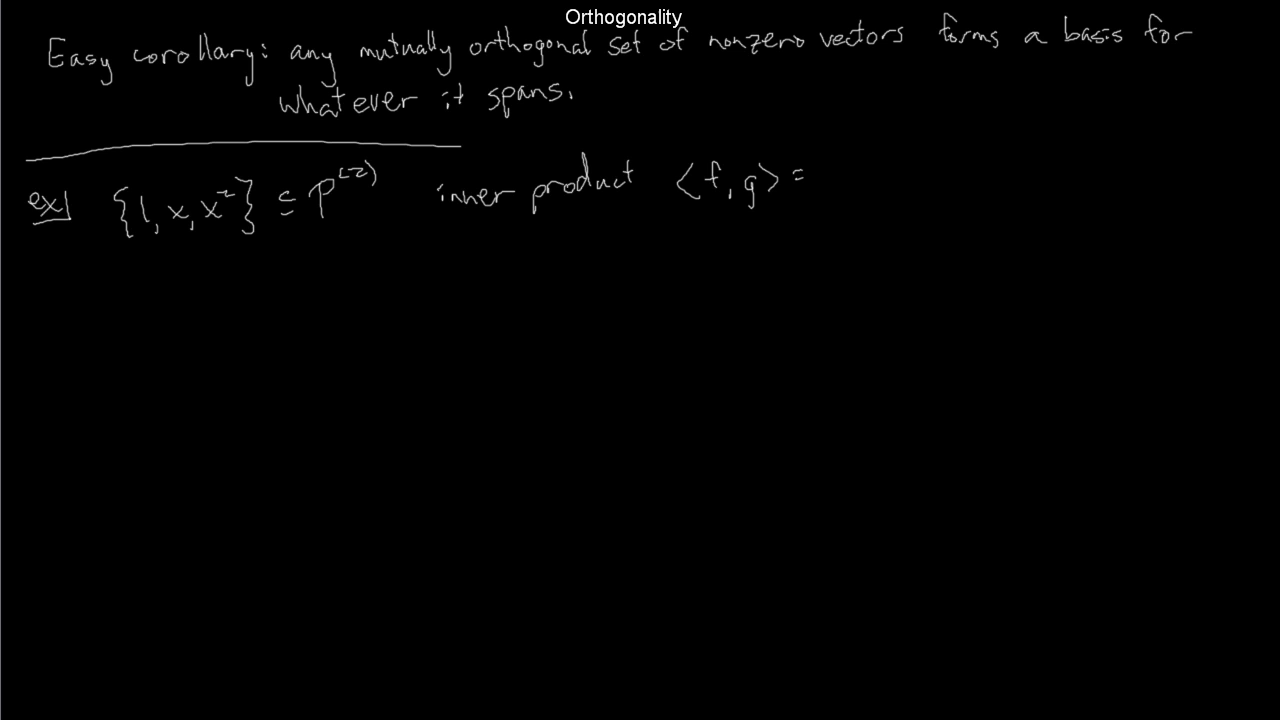 Orthogonality
Easy corollary: any mutually orthogonal set of nonzero vectors forms a basis for
whatever it spans.
ex] {1, x, x²} ⊆ P⁽²⁾ inner product ⟨f, g⟩ =